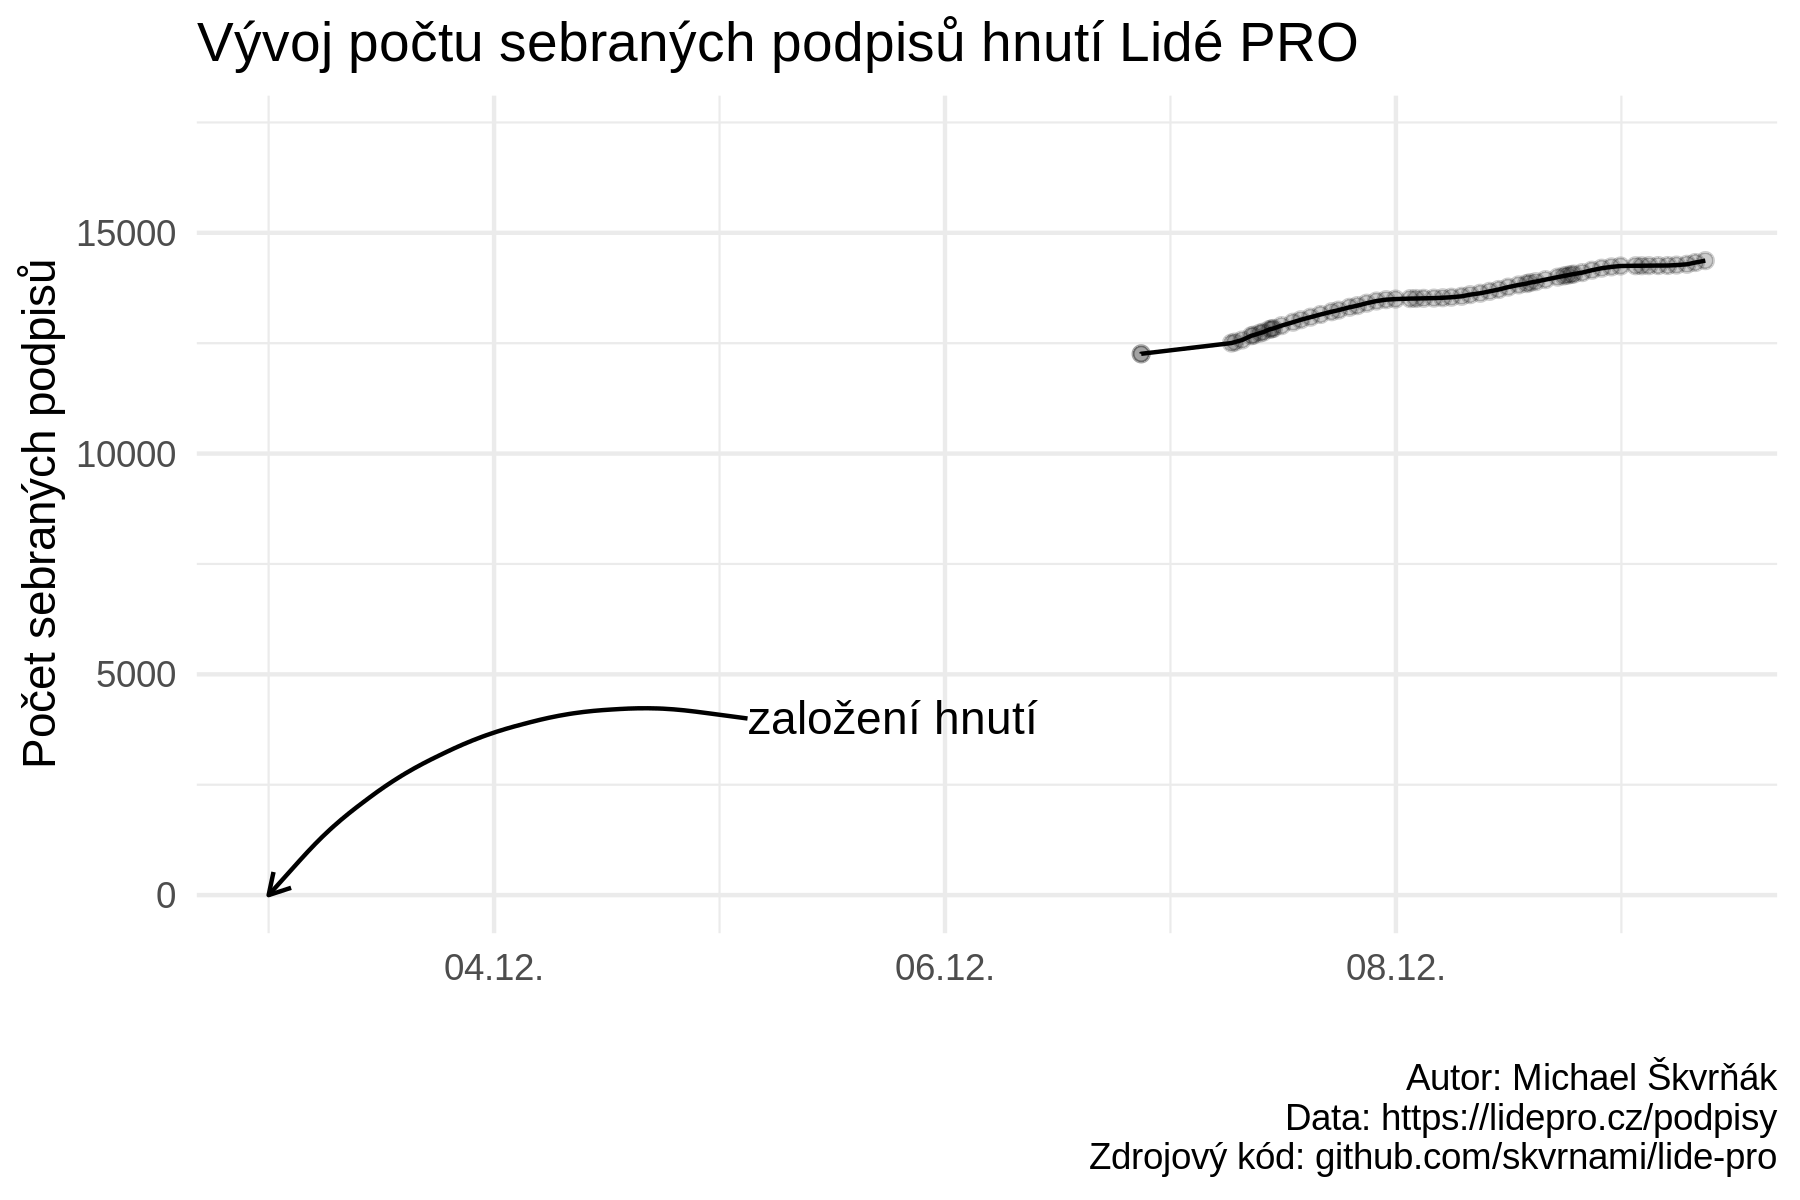 Vývoj počtu sebraných podpisů hnutí Lidé PRO
Počet sebraných podpisů
15000
10000
5000
0
založení hnutí
04.12.
06.12.
08.12.
Autor: Michael Škvrňák
Data: https://lidepro.cz/podpisy
Zdrojový kód: github.com/skvrnami/lide-pro